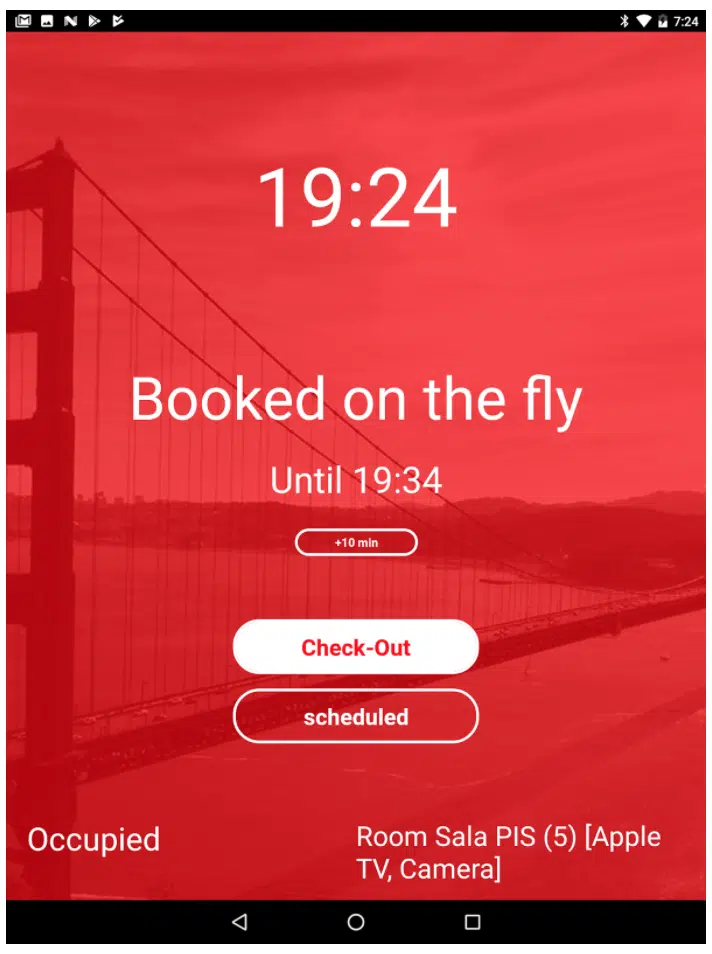 7:24
19:24
Booked on the fly
Until 19:34
+10 min
Check-Out
scheduled
Occupied
Room Sala PIS (5) [Apple
TV, Camera]